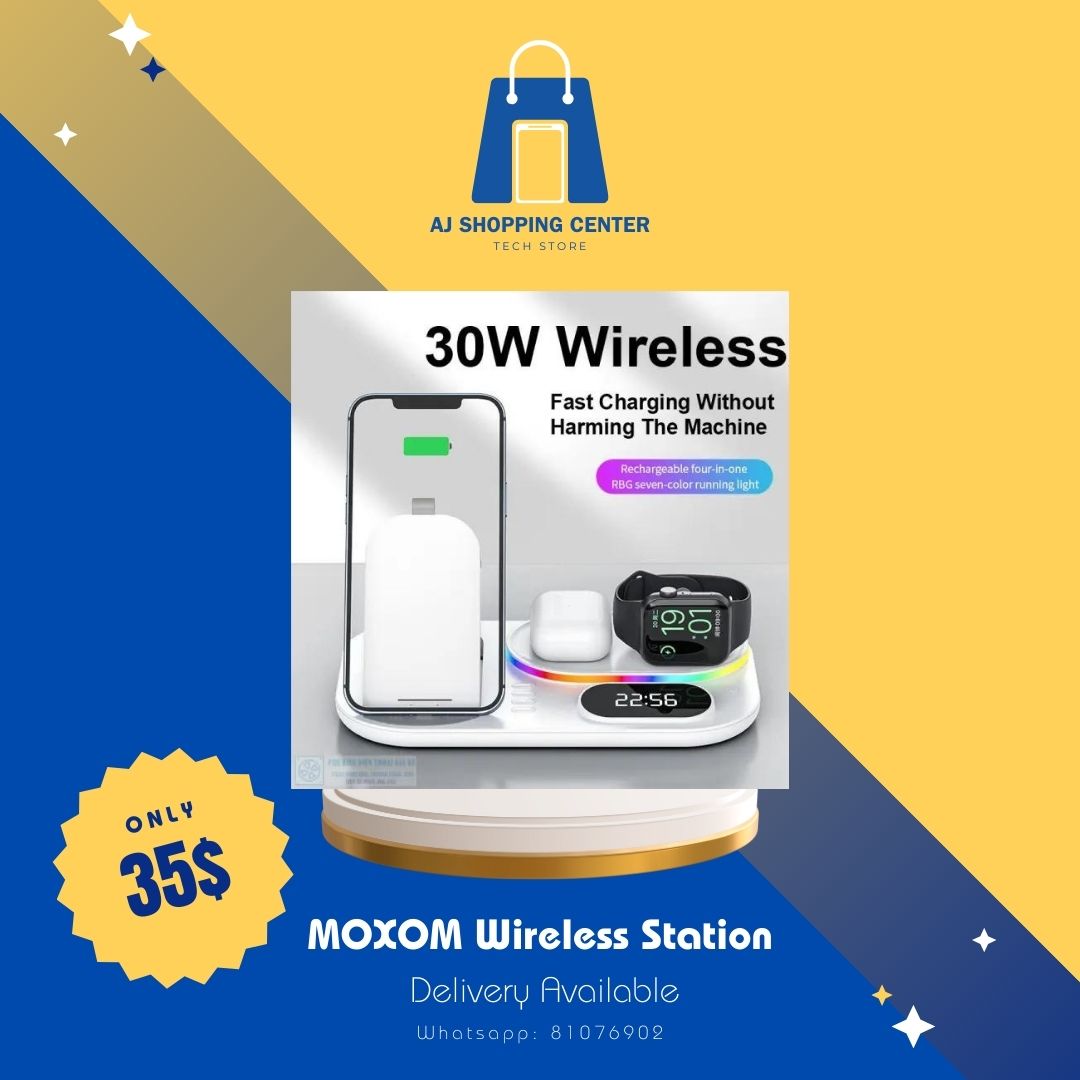 AJ SHOPPING CENTER
TECH STORE
30W Wireless
Fast Charging Without
Harming The Machine
Rechargeable four-in-one
RBG seven-color running light
19
:01
22:56
ONLY
35$
MOXOM Wireless Station
Delivery Available
Whatsapp: 81076902